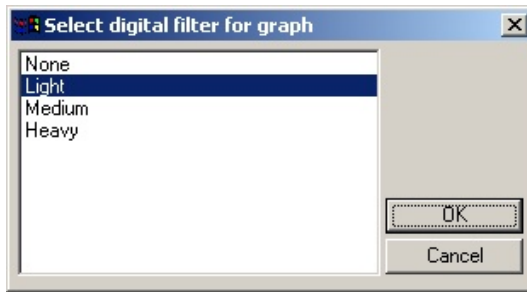 Select digital filter for graph
None
Light
Medium
Heavy
OK
Cancel